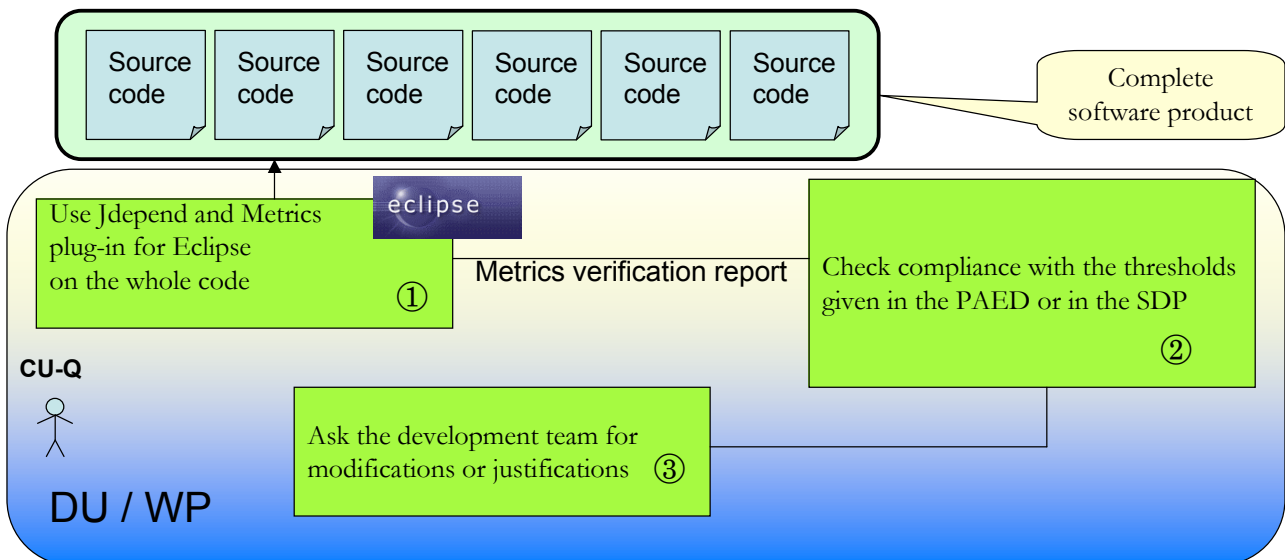 Source
code
Source
code
Source
code
Source
code
Source
code
Source
code
Complete
software product
Use Jdepend and Metrics
plug-in for Eclipse
on the whole code
①
eclipse
Metrics verification report
Check compliance with the thresholds
given in the PAED or in the SDP
②
CU-Q
Ask the development team for
modifications or justifications
③
DU / WP